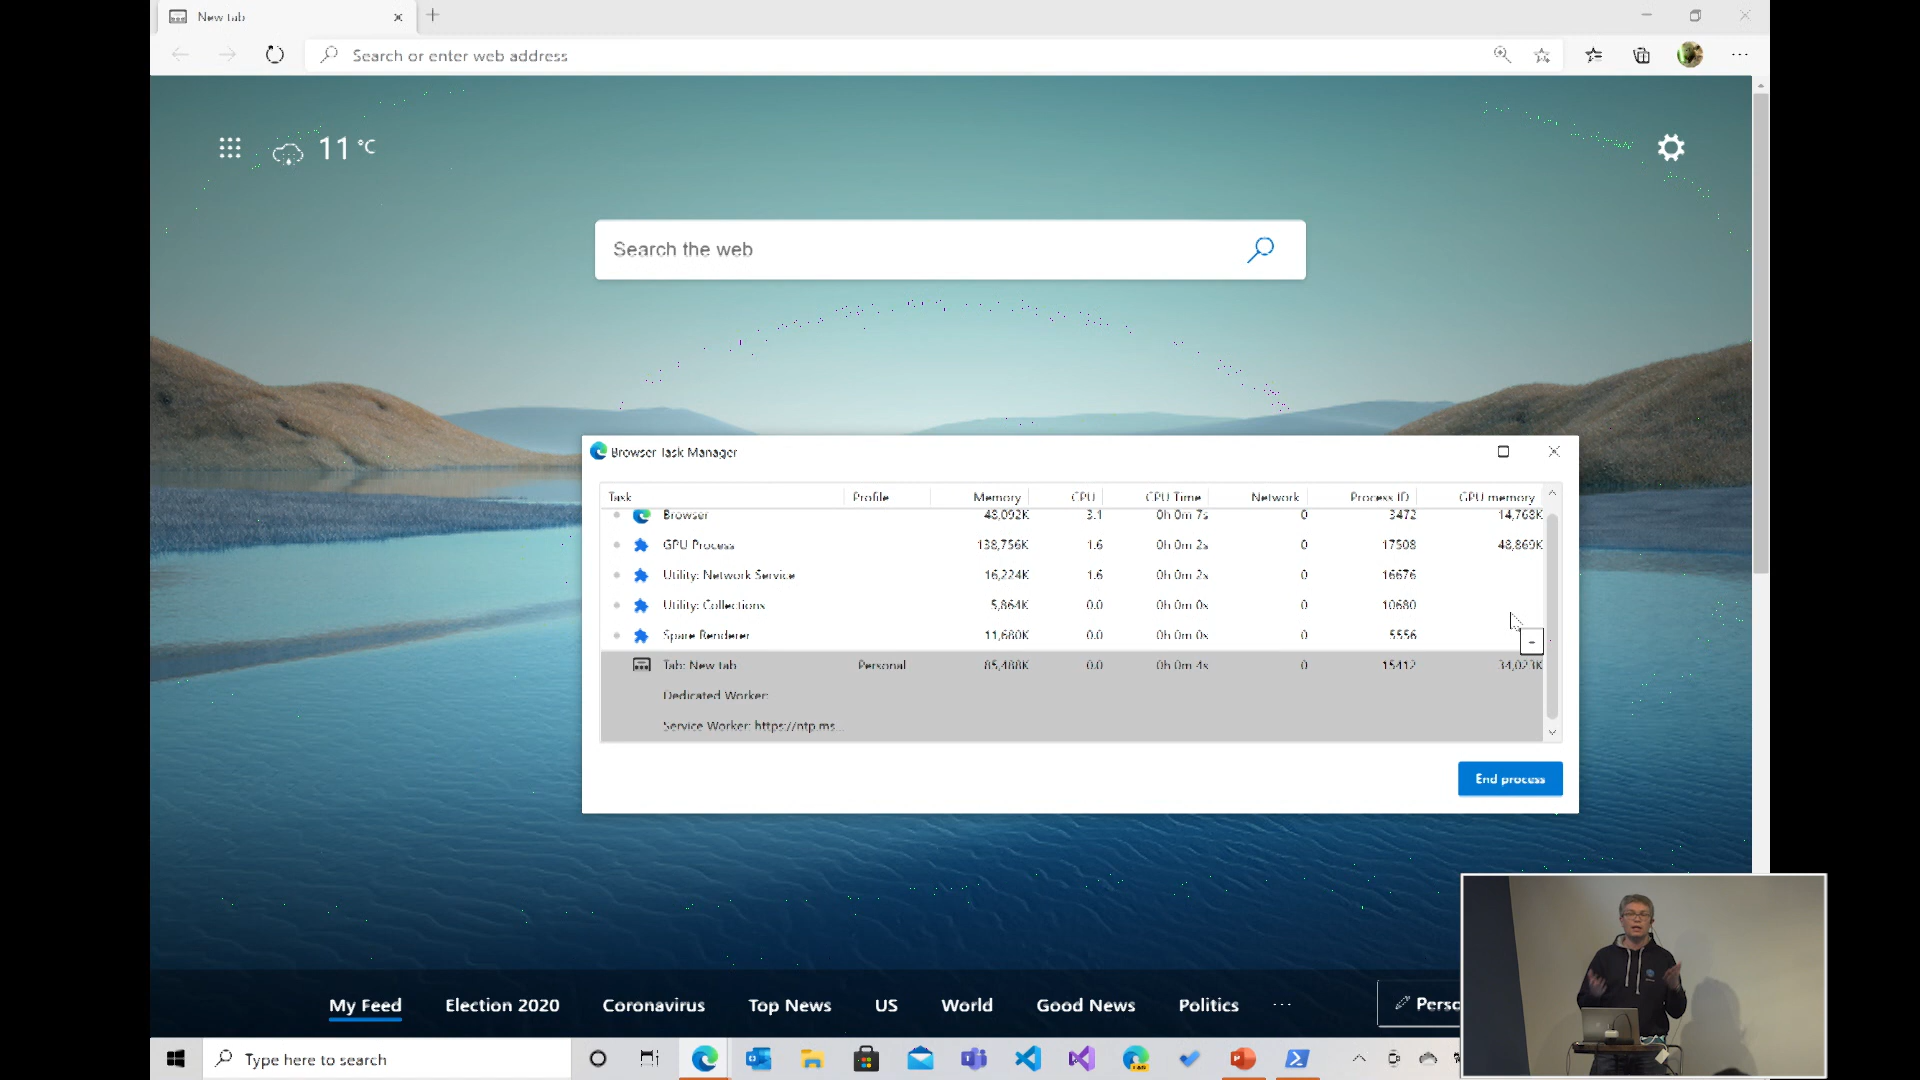 New tab
Search or enter web address
11 °C
Search the web
Browser Task Manager
Task Profile Memory CPU CPU Time Network Process ID GPU memory
Browser 48,092K 3.1 0h 0m 7s 0 3472 14,768K
GPU Process 138,756K 1.6 0h 0m 2s 0 17508 48,869K
Utility: Network Service 16,224K 1.6 0h 0m 2s 0 16676
Utility: Collections 5,864K 0.0 0h 0m 0s 0 10680
Spare Renderer 11,680K 0.0 0h 0m 0s 0 5556
Tab: New tab Personal 85,488K 0.0 0h 0m 4s 0 15412 34,023K
Dedicated Worker:
Service Worker: https://ntp.ms...
End process
My Feed Election 2020 Coronavirus Top News US World Good News Politics ... Perso
Type here to search